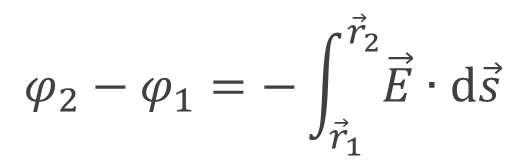 φ₂ − φ₁ = − ∫_{r⃗₁}^{r⃗₂} E⃗ · ds⃗